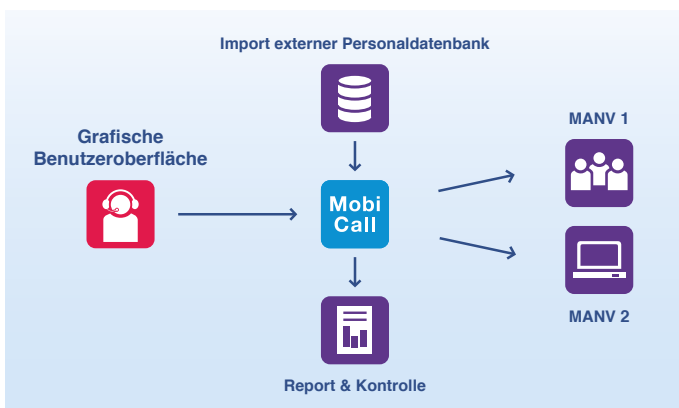 Import externer Personaldatenbank
MANV 1
Grafische
Benutzeroberfläche
Mobi
Call
MANV 2
Report & Kontrolle